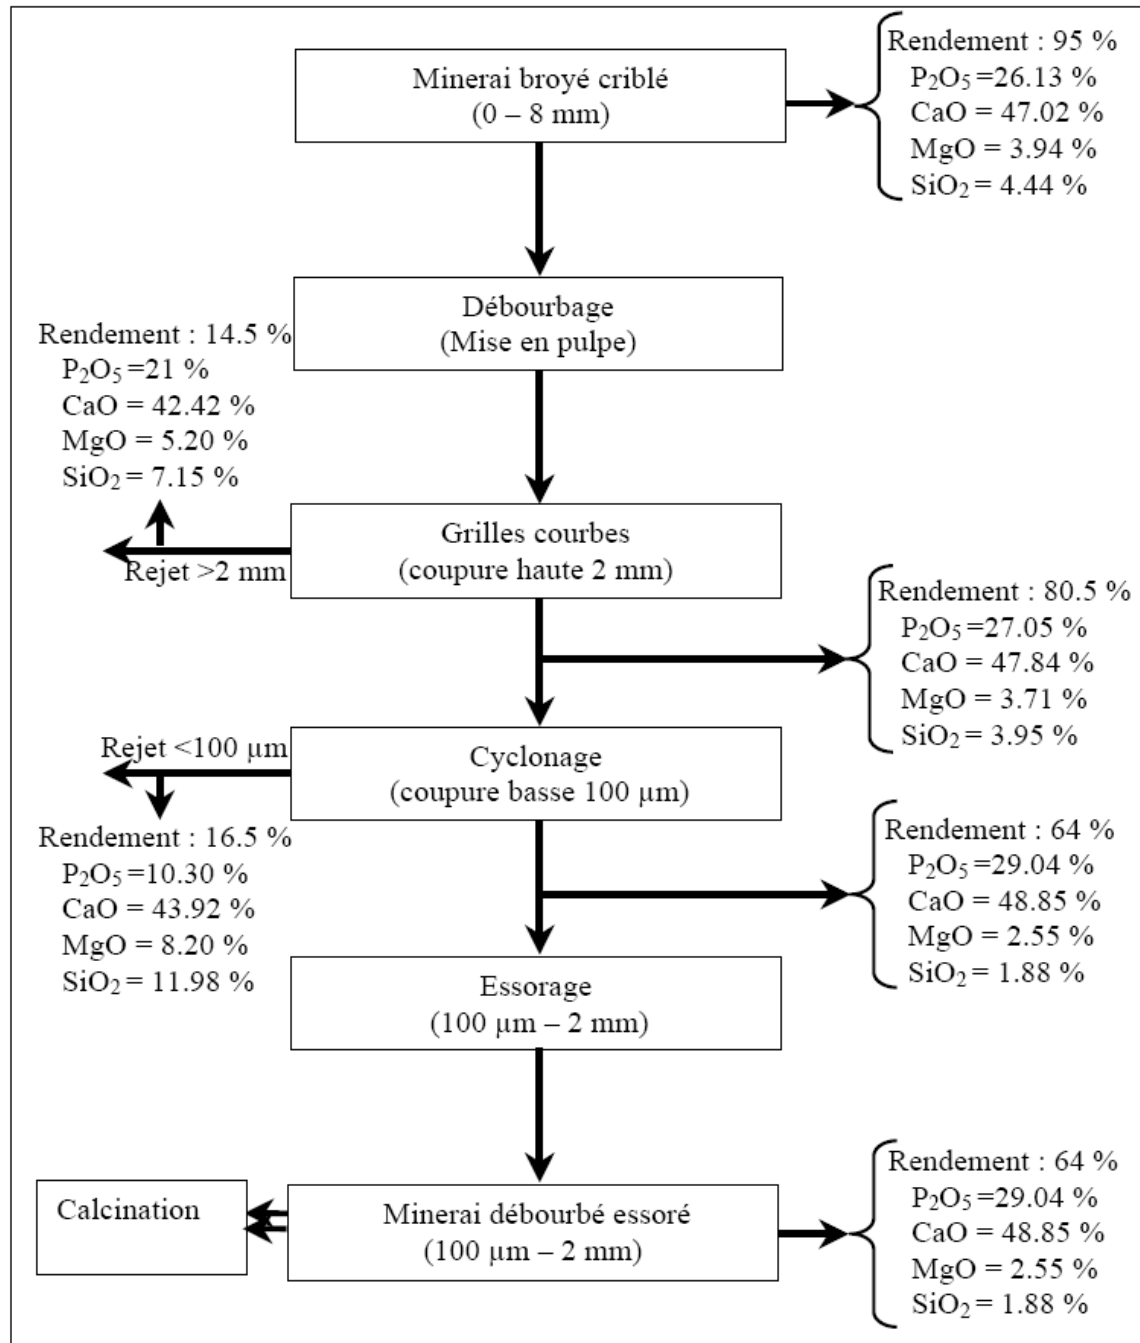 Minerai broyé criblé
(0 – 8 mm)
Rendement : 95 %
P₂O₅ =26.13 %
CaO = 47.02 %
MgO = 3.94 %
SiO₂ = 4.44 %
Débourbage
(Mise en pulpe)
Rendement : 14.5 %
P₂O₅ =21 %
CaO = 42.42 %
MgO = 5.20 %
SiO₂ = 7.15 %
Grilles courbes
(coupure haute 2 mm)
Rejet >2 mm
Rendement : 80.5 %
P₂O₅ =27.05 %
CaO = 47.84 %
MgO = 3.71 %
SiO₂ = 3.95 %
Rejet <100 µm
Cyclonage
(coupure basse 100 µm)
Rendement : 16.5 %
P₂O₅ =10.30 %
CaO = 43.92 %
MgO = 8.20 %
SiO₂ = 11.98 %
Rendement : 64 %
P₂O₅ =29.04 %
CaO = 48.85 %
MgO = 2.55 %
SiO₂ = 1.88 %
Essorage
(100 µm – 2 mm)
Calcination
Minerai débourbé essoré
(100 µm – 2 mm)
Rendement : 64 %
P₂O₅ =29.04 %
CaO = 48.85 %
MgO = 2.55 %
SiO₂ = 1.88 %